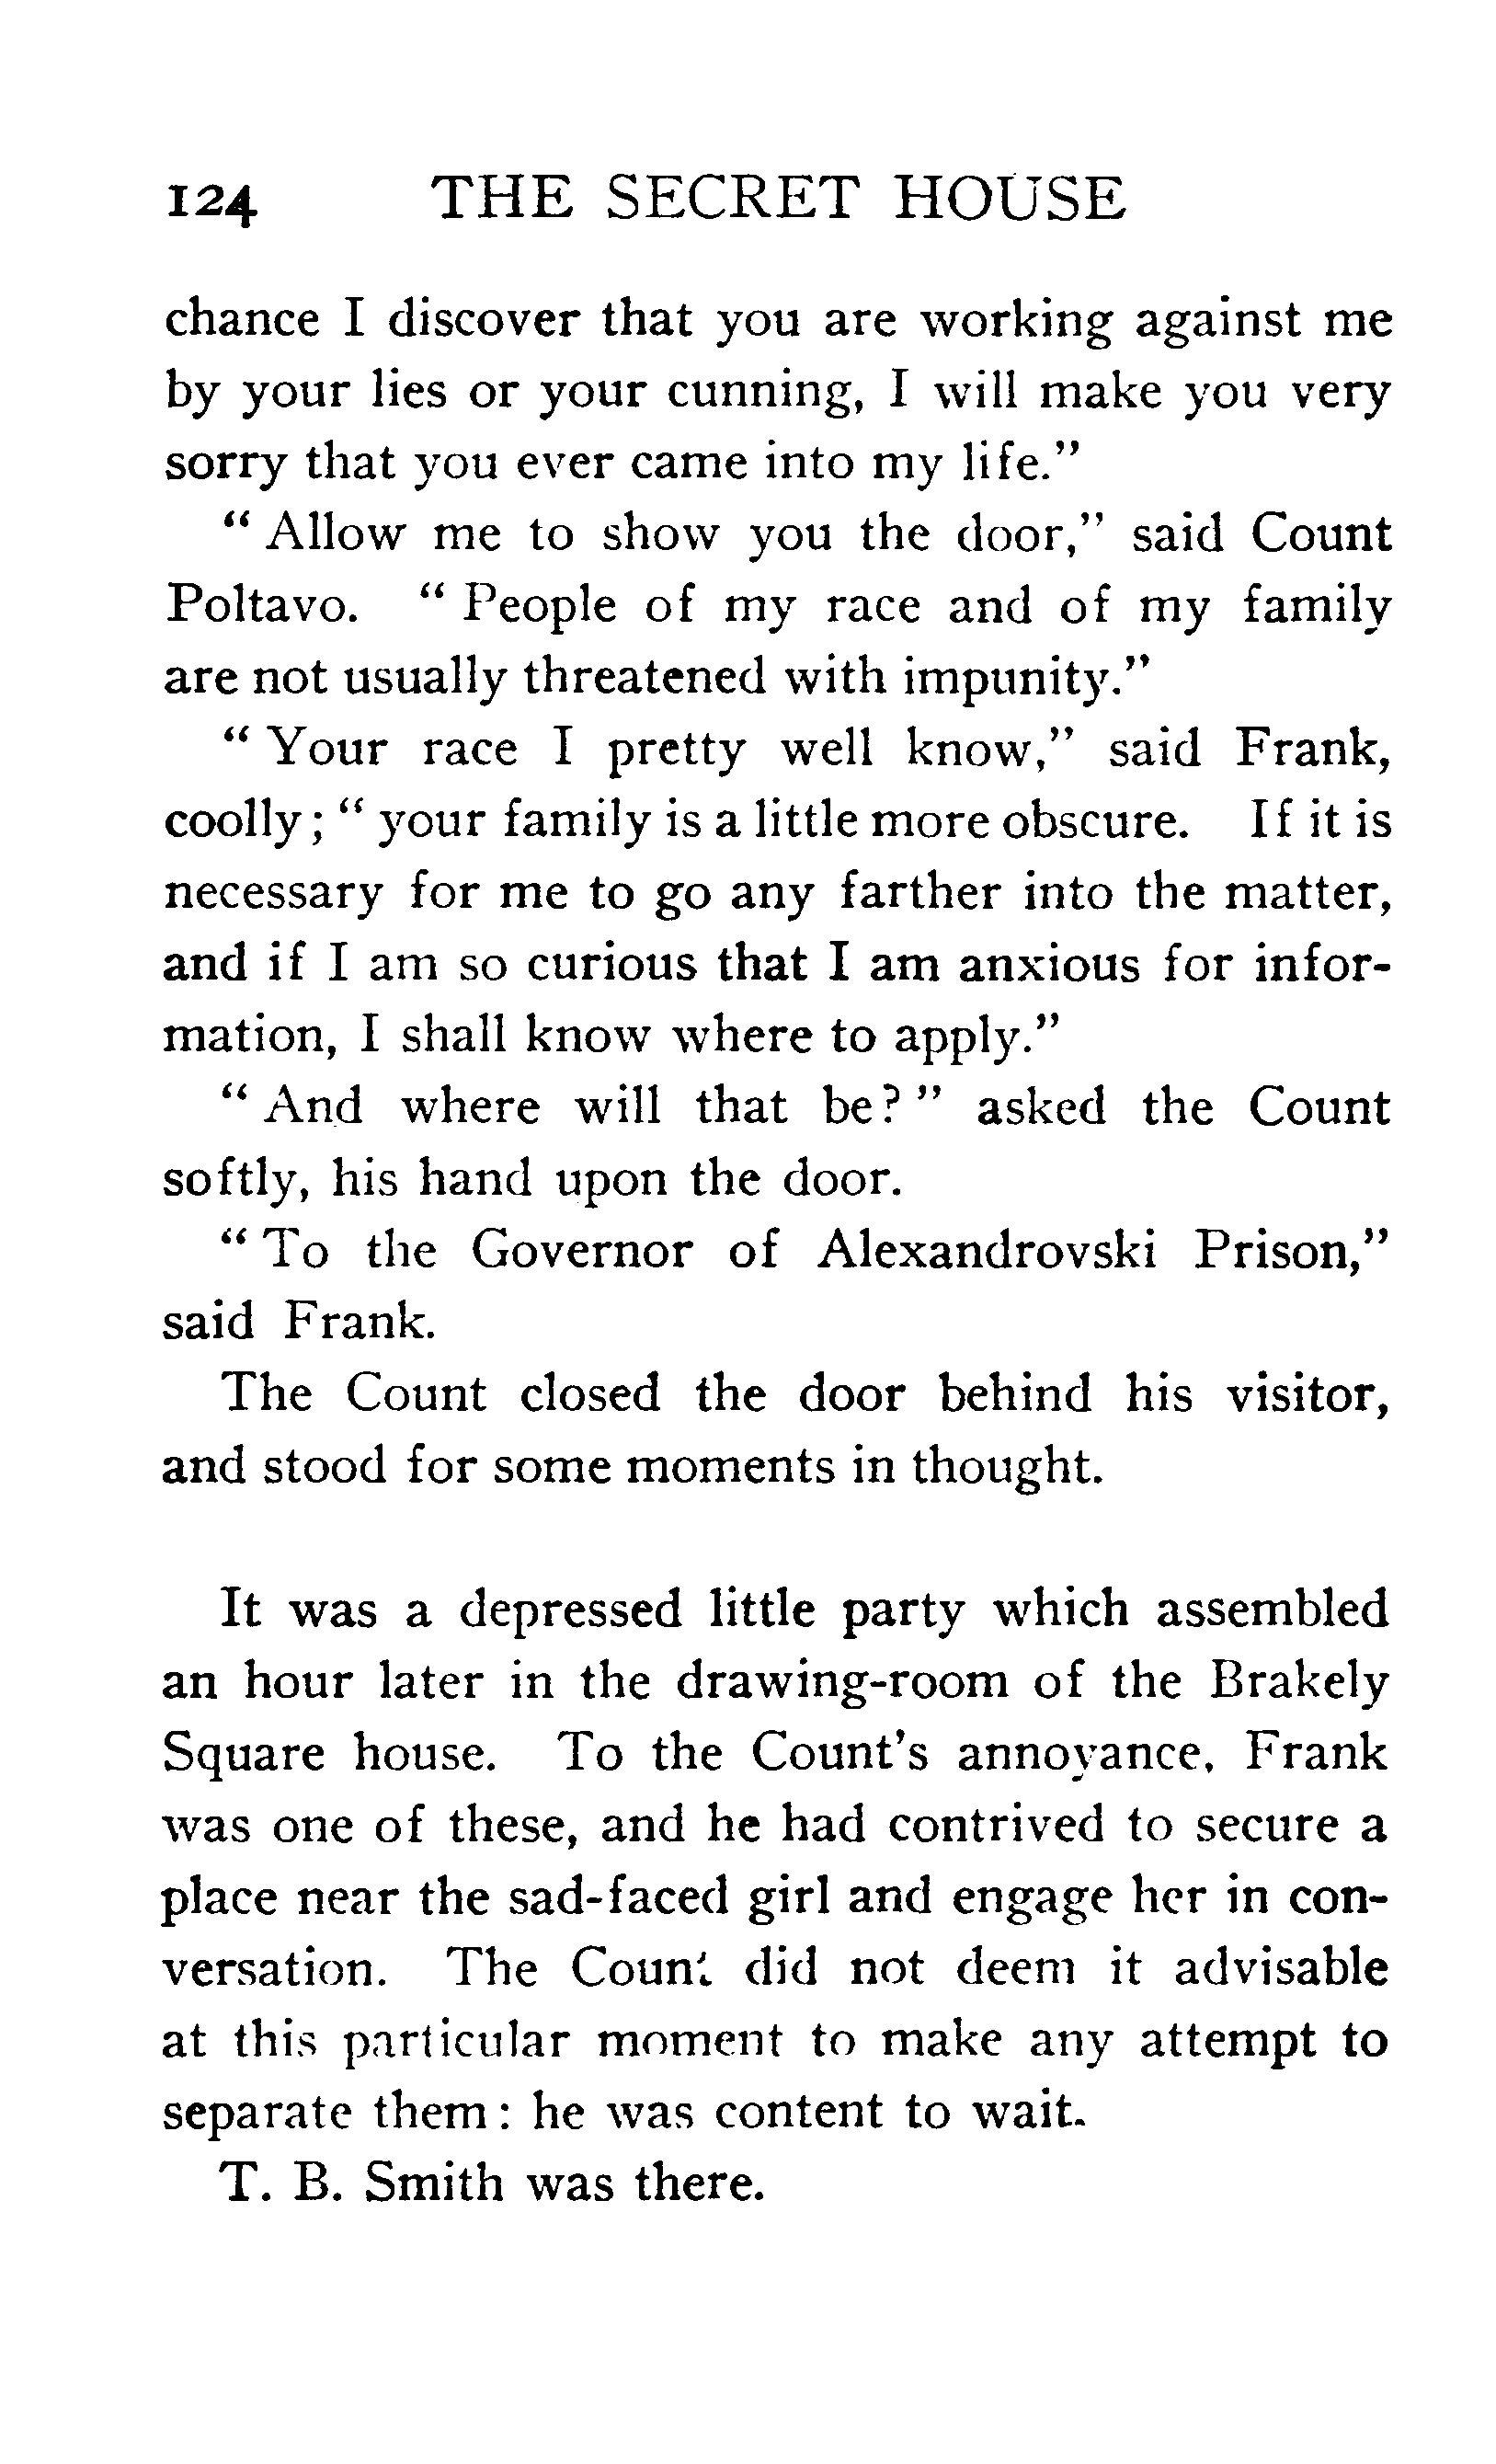 124 THE SECRET HOUSE
chance I discover that you are working against me
by your lies or your cunning, I will make you very
sorry that you ever came into my life."
" Allow me to show you the door," said Count
Poltavo. " People of my race and of my family
are not usually threatened with impunity."
" Your race I pretty well know," said Frank,
coolly; " your family is a little more obscure. If it is
necessary for me to go any farther into the matter,
and if I am so curious that I am anxious for infor-
mation, I shall know where to apply."
" And where will that be? " asked the Count
softly, his hand upon the door.
" To the Governor of Alexandrovski Prison,"
said Frank.
The Count closed the door behind his visitor,
and stood for some moments in thought.
It was a depressed little party which assembled
an hour later in the drawing-room of the Brakely
Square house. To the Count's annoyance, Frank
was one of these, and he had contrived to secure a
place near the sad-faced girl and engage her in con-
versation. The Count did not deem it advisable
at this particular moment to make any attempt to
separate them: he was content to wait.
T. B. Smith was there.